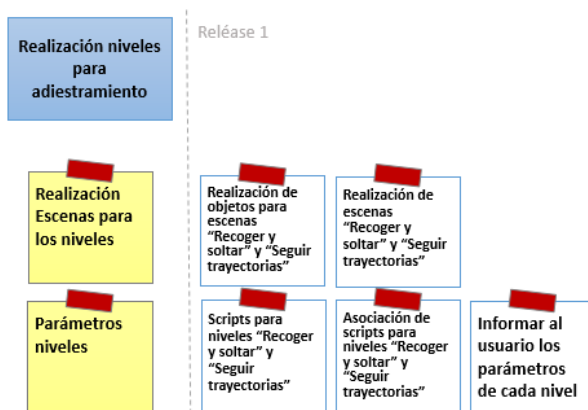 Realización niveles
para
adiestramiento
Reléase 1
Realización
Escenas para
los niveles
Realización de
objetos para
escenas
“Recoger y
soltar” y “Seguir
trayectorias”
Realización de
escenas
“Recoger y
soltar” y “Seguir
trayectorias”
Parámetros
niveles
Scripts para
niveles “Recoger
y soltar” y
“Seguir
trayectorias”
Asociación de
scripts para
niveles “Recoger
y soltar” y
“Seguir
trayectorias”
Informar al
usuario los
parámetros
de cada nivel